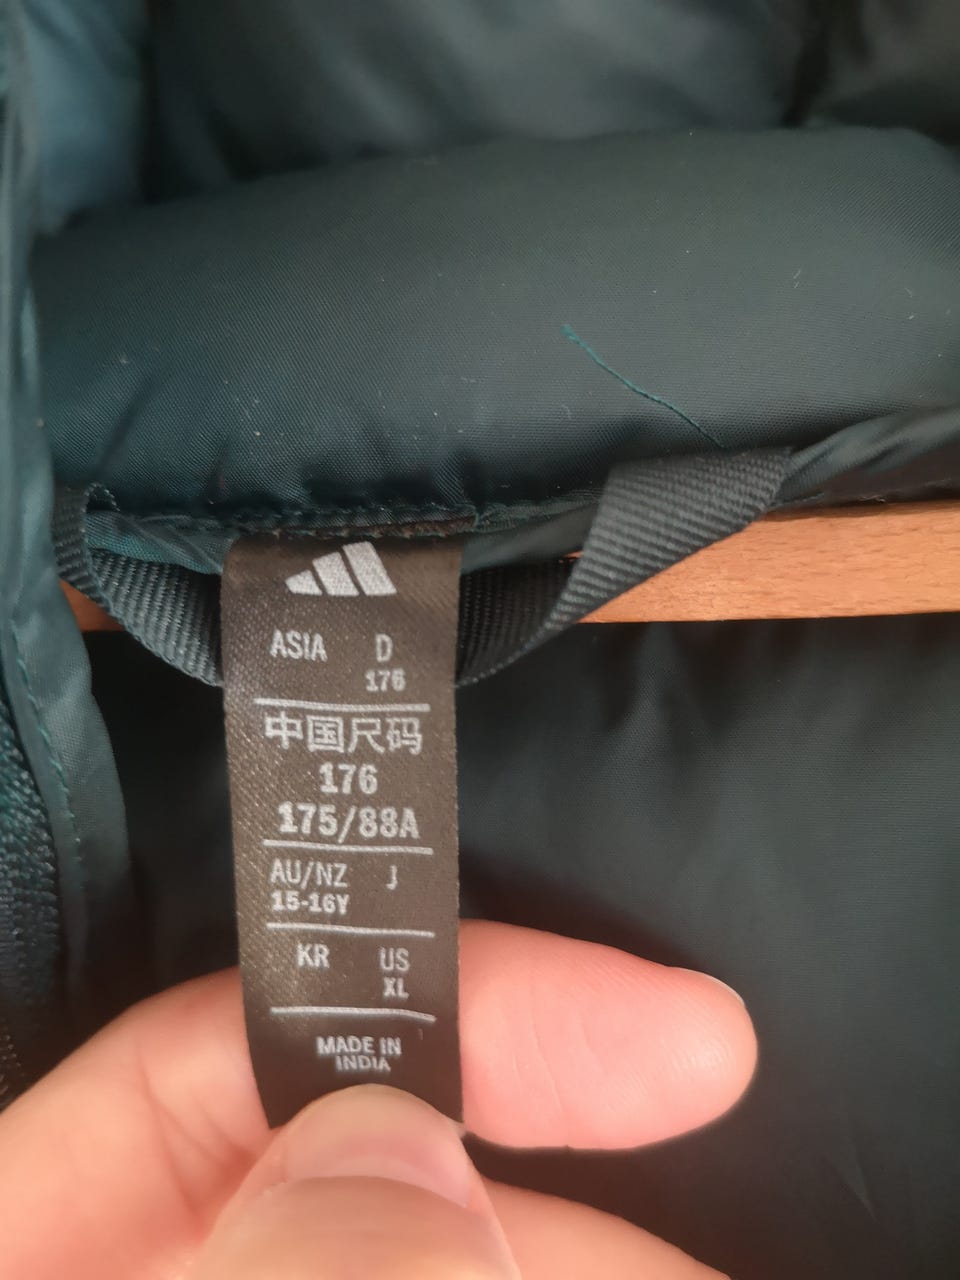 ASIA D
176
中国尺码
176
175/88A
AU/NZ J
15-16Y
KR US
XL
MADE IN
INDIA